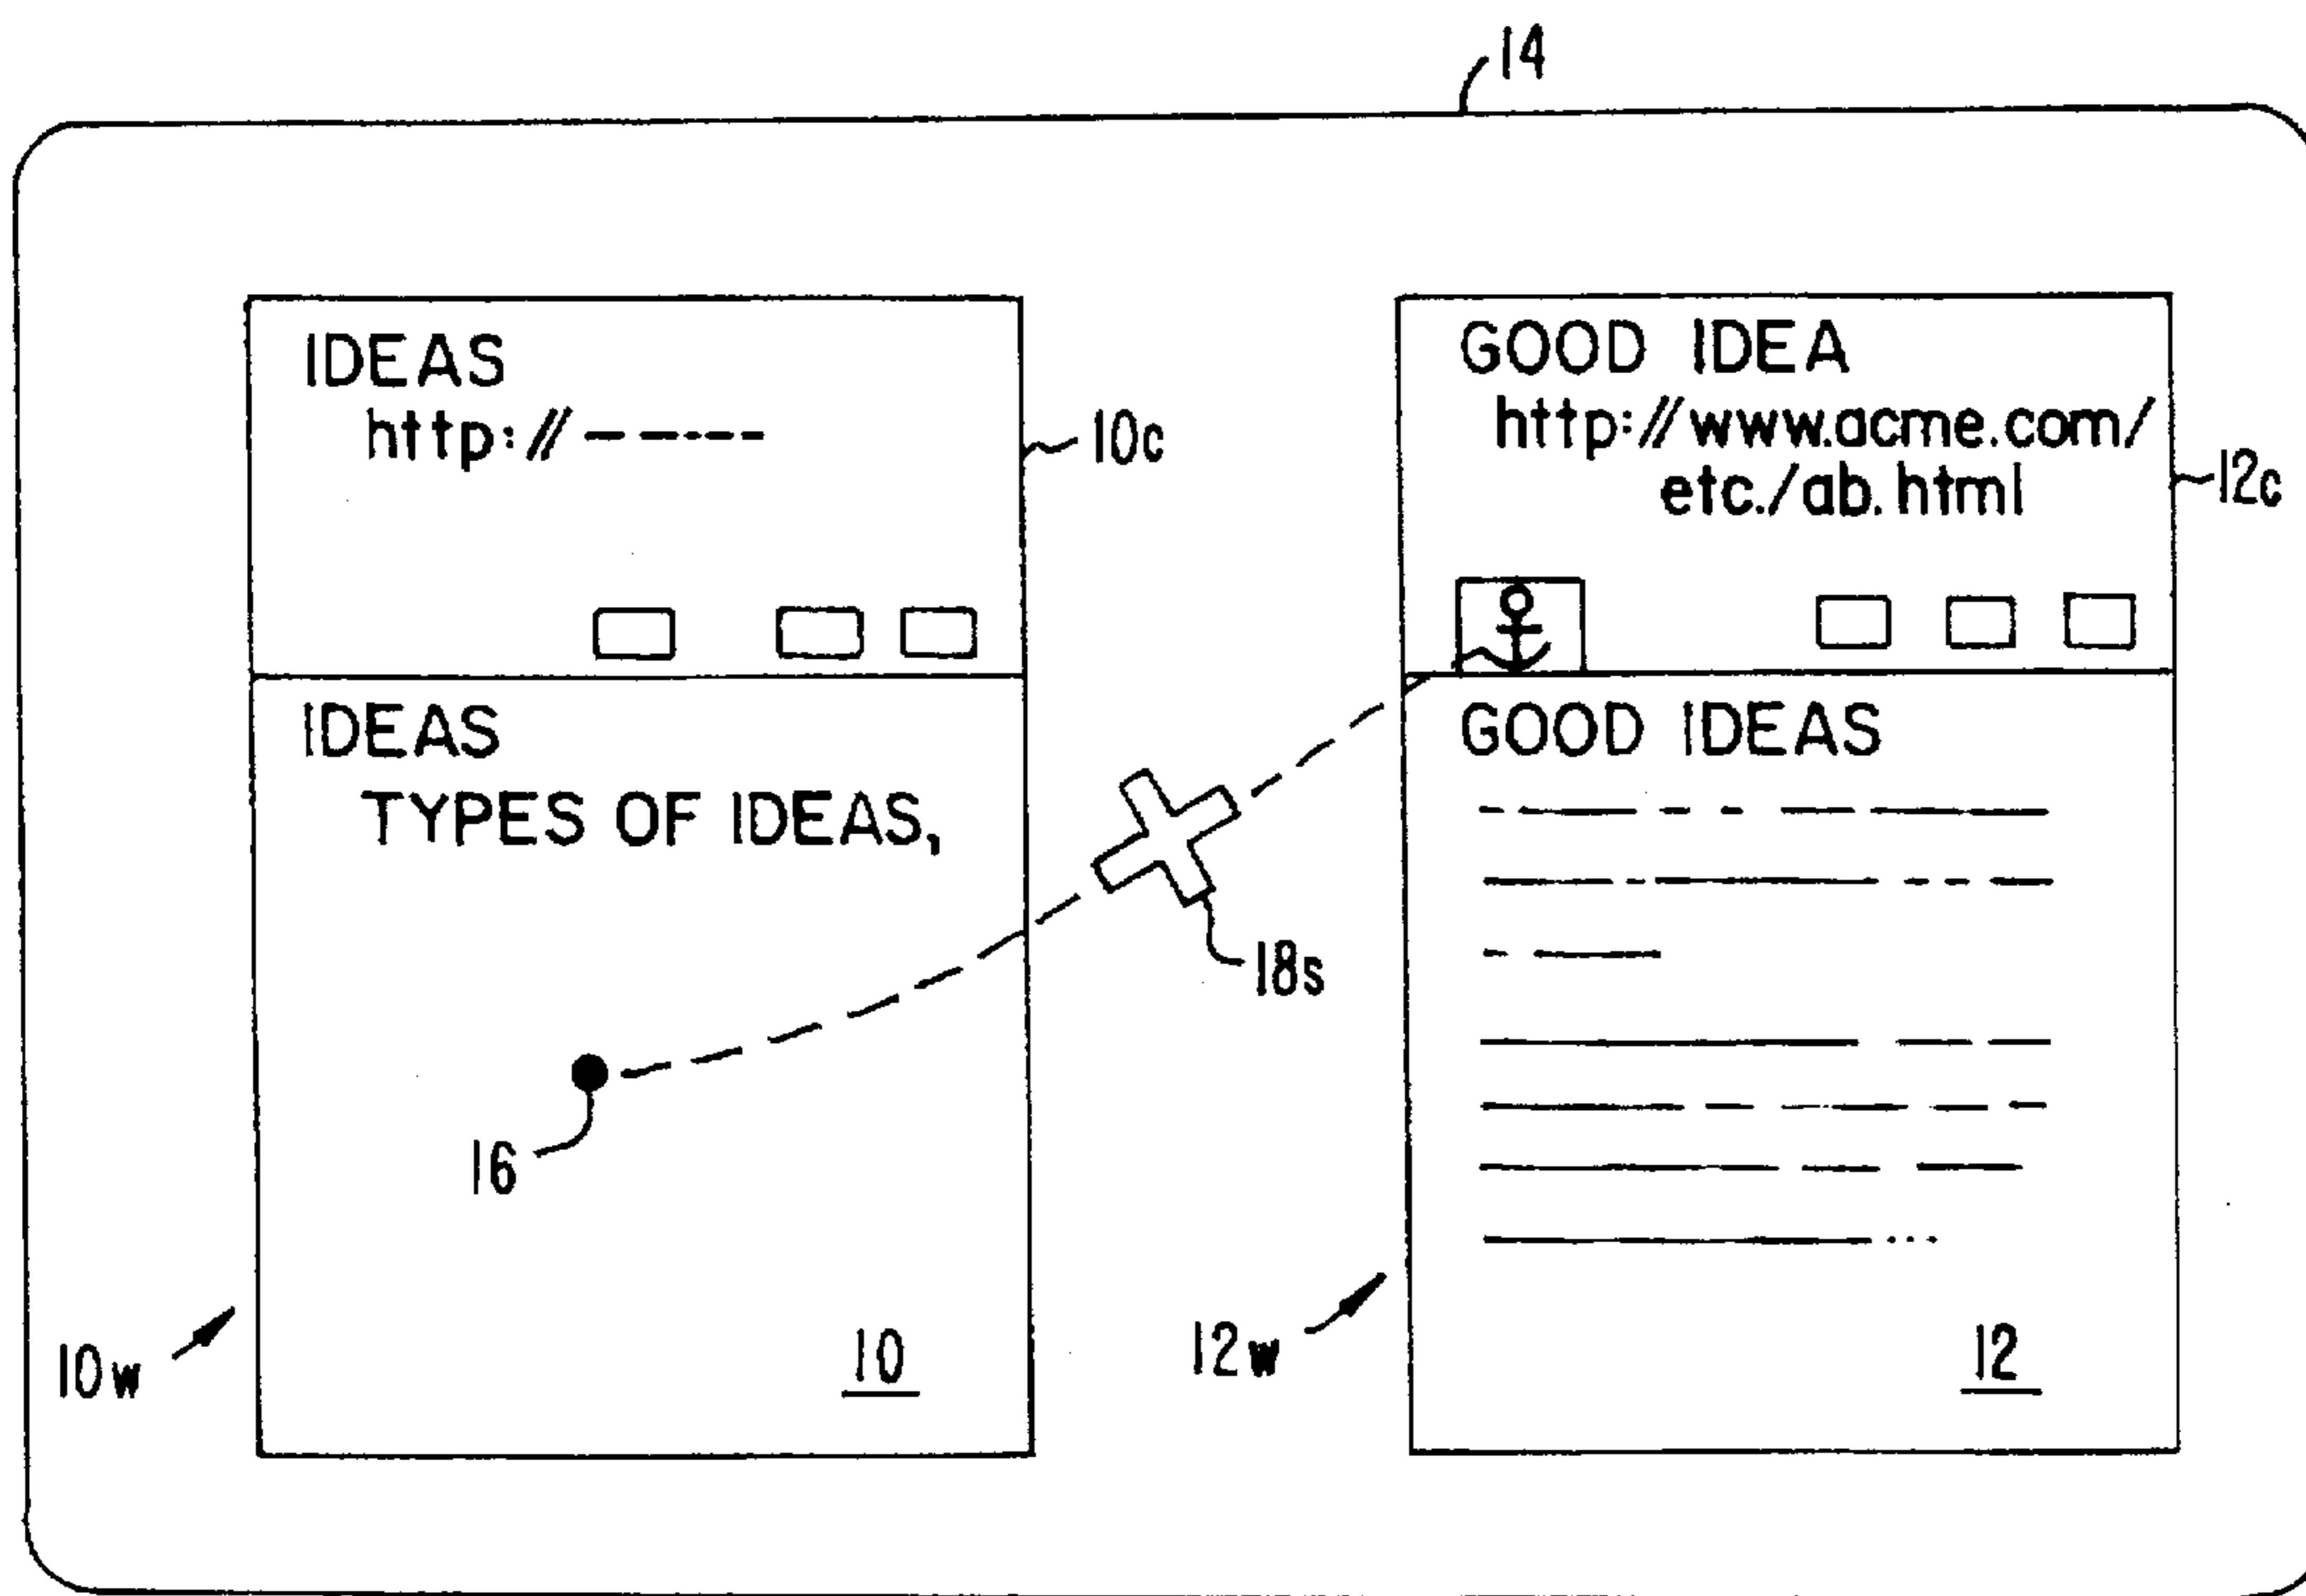 14
IDEAS
http://-----
10c
IDEAS
TYPES OF IDEAS,
16
10w
10
18s
GOOD IDEA
http://www.acme.com/
etc./ab.html
12c
GOOD IDEAS
12w
12